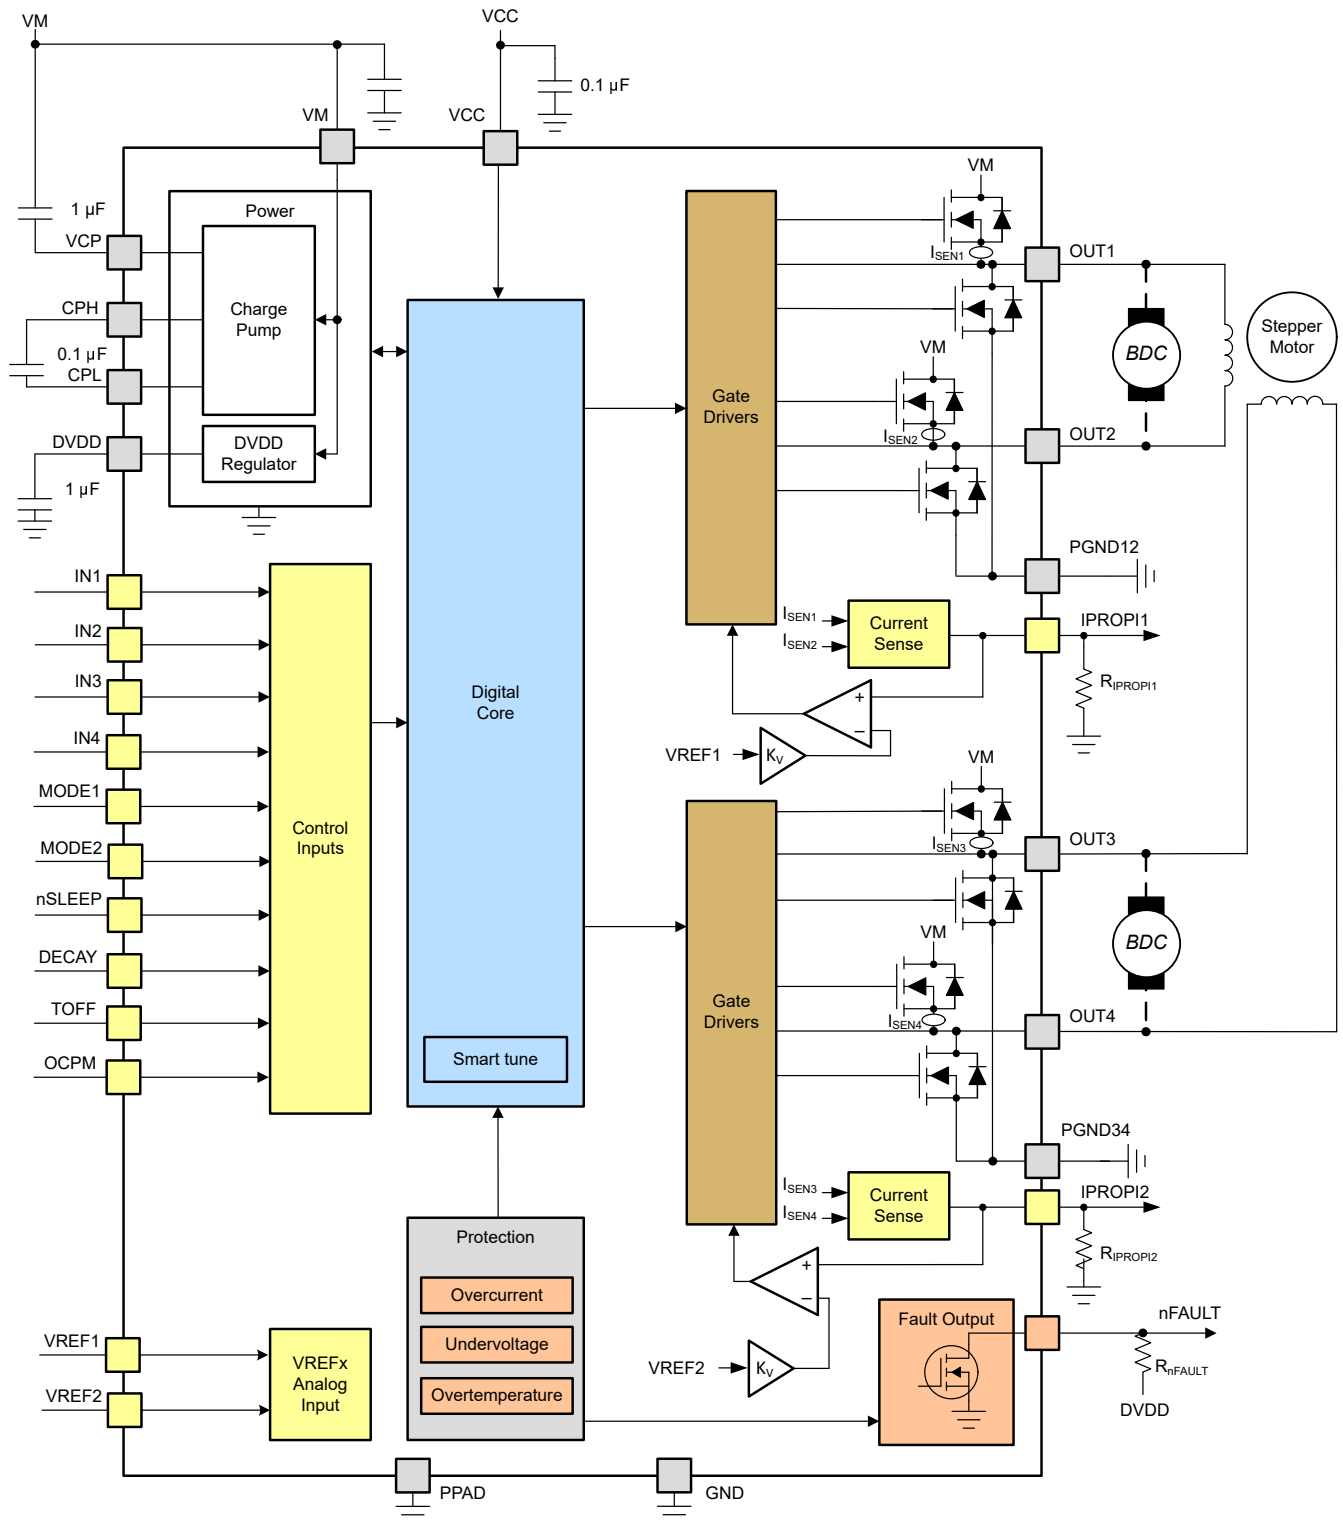 VM
VCC
0.1 µF
VM
VCC
1 µF
Power
VCP
CPH
Charge
Pump
0.1 µF
CPL
DVDD
DVDD
Regulator
1 µF
IN1
IN2
IN3
IN4
MODE1
MODE2
nSLEEP
DECAY
TOFF
OCPM
Control
Inputs
VREF1
VREF2
VREFx
Analog
Input
Digital
Core
Smart tune
Protection
Overcurrent
Undervoltage
Overtemperature
PPAD
GND
Gate
Drivers
VM
ISEN1
VM
ISEN2
OUT1
BDC
OUT2
Stepper
Motor
PGND12
ISEN1
ISEN2
Current
Sense
IPROPI1
RIPROPI1
+
–
VREF1
KV
Gate
Drivers
VM
ISEN3
VM
ISEN4
OUT3
BDC
OUT4
PGND34
ISEN3
ISEN4
Current
Sense
IPROPI2
RIPROPI2
+
–
VREF2
KV
Fault Output
nFAULT
RnFAULT
DVDD